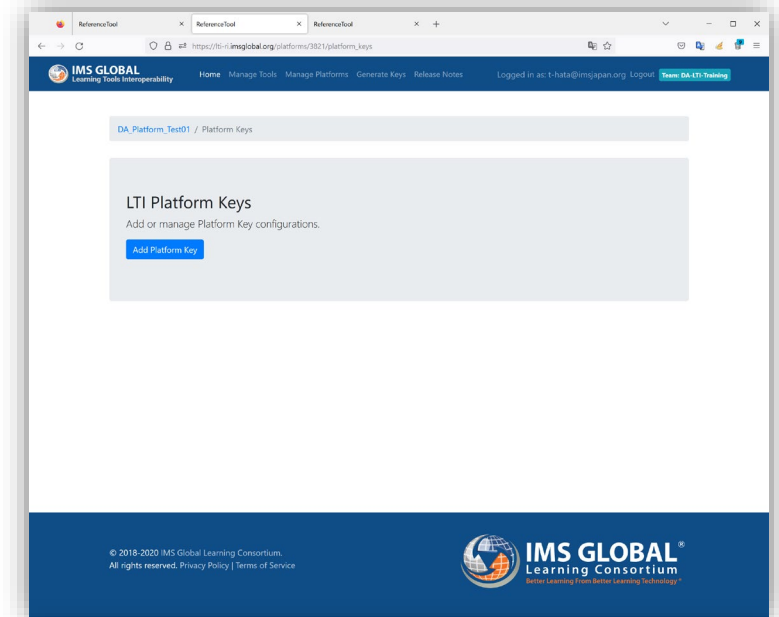 ReferenceTool ReferenceTool ReferenceTool
https://lti-ri.imsglobal.org/platforms/3821/platform_keys
IMS GLOBAL
Learning Tools Interoperability
Home Manage Tools Manage Platforms Generate Keys Release Notes Logged in as: t-hata@imsjapan.org Logout Team: DA-LTI-Training
DA_Platform_Test01 / Platform Keys
LTI Platform Keys
Add or manage Platform Key configurations.
Add Platform Key
© 2018-2020 IMS Global Learning Consortium.
All rights reserved. Privacy Policy | Terms of Service
IMS GLOBAL®
Learning Consortium
Better Learning From Better Learning Technology